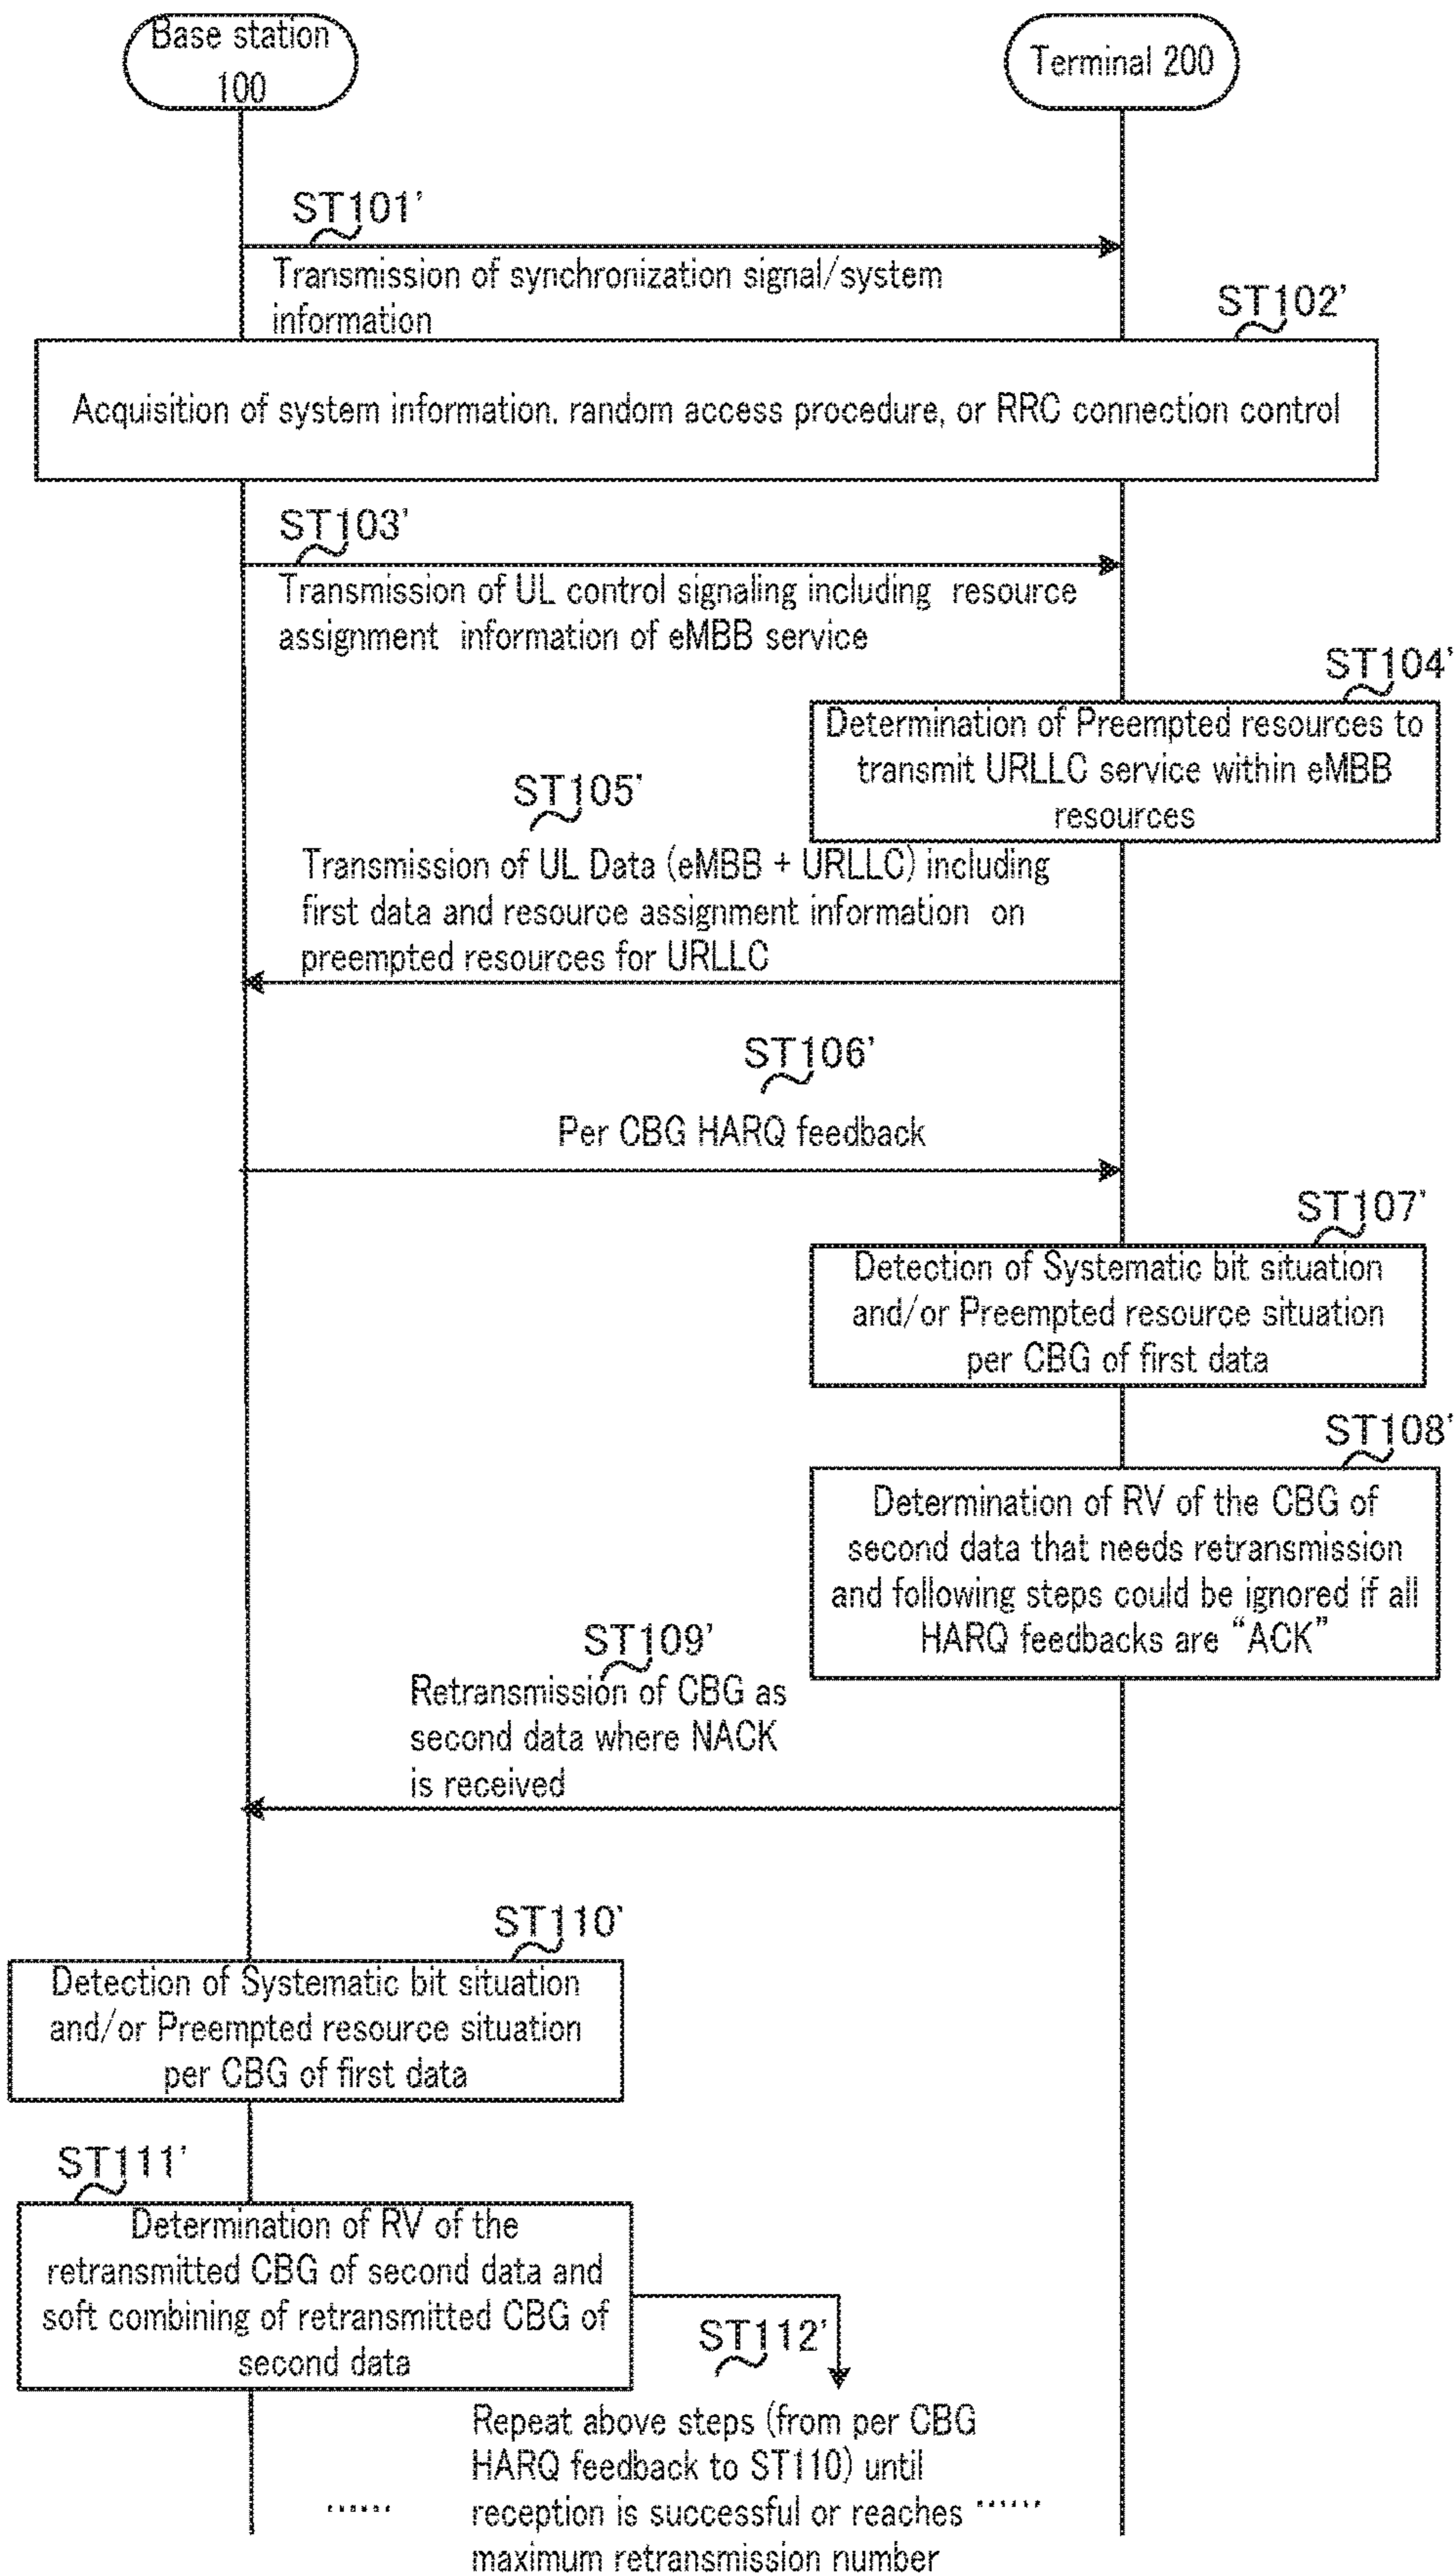 Base station
100
Terminal 200
ST101'
Transmission of synchronization signal/system
information
ST102'
Acquisition of system information. random access procedure, or RRC connection control
ST103'
Transmission of UL control signaling including resource
assignment information of eMBB service
ST104'
Determination of Preempted resources to
transmit URLLC service within eMBB
resources
ST105'
Transmission of UL Data (eMBB + URLLC) including
first data and resource assignment information on
preempted resources for URLLC
ST106'
Per CBG HARQ feedback
ST107'
Detection of Systematic bit situation
and/or Preempted resource situation
per CBG of first data
ST108'
Determination of RV of the CBG of
second data that needs retransmission
and following steps could be ignored if all
HARQ feedbacks are “ACK”
ST109'
Retransmission of CBG as
second data where NACK
is received
ST110'
Detection of Systematic bit situation
and/or Preempted resource situation
per CBG of first data
ST111'
Determination of RV of the
retransmitted CBG of second data and
soft combining of retransmitted CBG of
second data
ST112'
Repeat above steps (from per CBG
HARQ feedback to ST110) until
...... reception is successful or reaches ......
maximum retransmission number